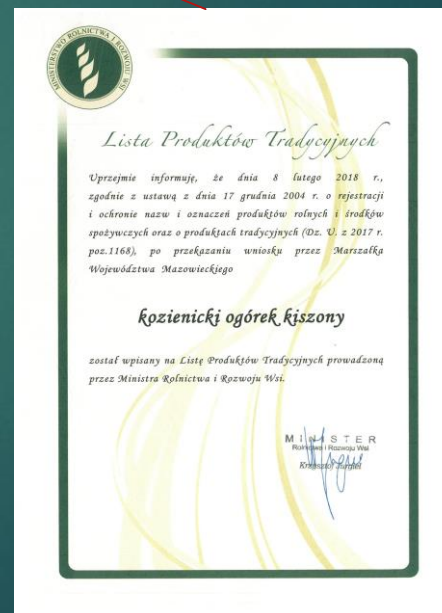 MINISTERSTWO ROLNICTWA I ROZWOJU WSI
Lista Produktów Tradycyjnych
Uprzejmie informuję, że dnia 8 lutego 2018 r.,
zgodnie z ustawą z dnia 17 grudnia 2004 r. o rejestracji
i ochronie nazw i oznaczeń produktów rolnych i środków
spożywczych oraz o produktach tradycyjnych (Dz. U. z 2017 r.
poz.1168), po przekazaniu wniosku przez Marszałka
Województwa Mazowieckiego
kozienicki ogórek kiszony
został wpisany na Listę Produktów Tradycyjnych prowadzoną
przez Ministra Rolnictwa i Rozwoju Wsi.
MINISTER
Rolnictwa i Rozwoju Wsi
Krzysztof Jurgiel